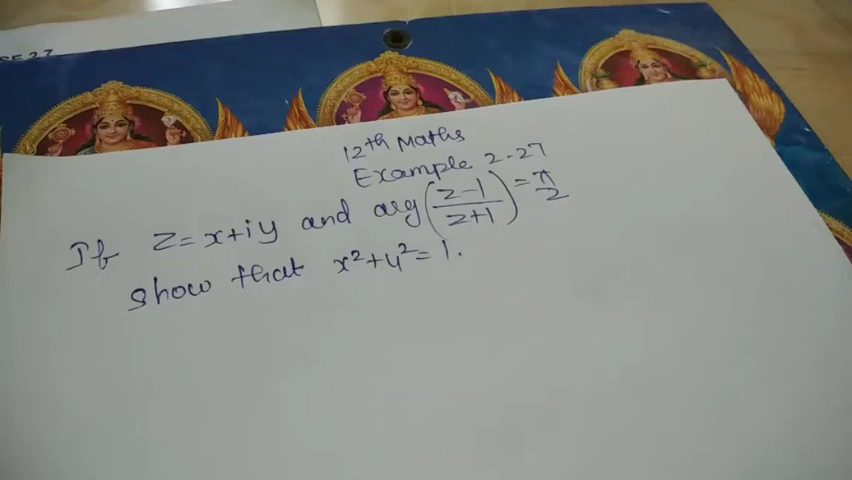 12th Maths
Example 2.27
If z=x+iy and arg(z-1/z+1)=π/2
show that x²+y²=1.